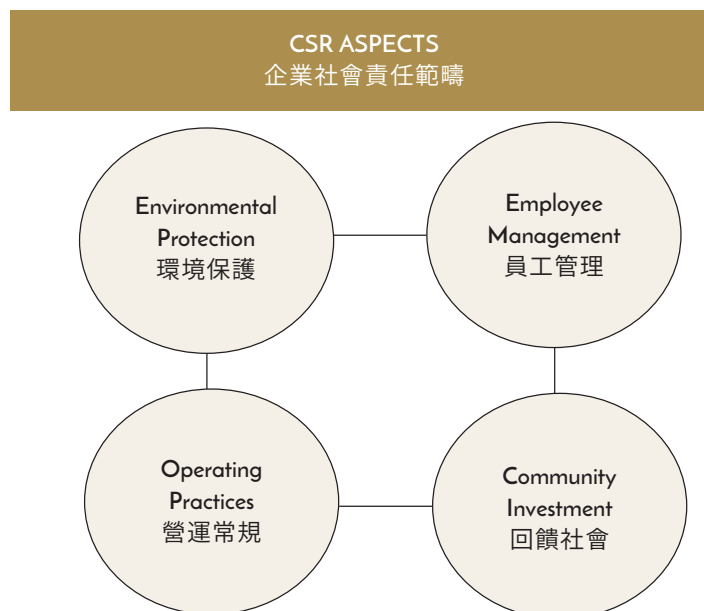 CSR ASPECTS
企業社會責任範疇
Environmental
Protection
環境保護
Employee
Management
員工管理
Operating
Practices
營運常規
Community
Investment
回饋社會